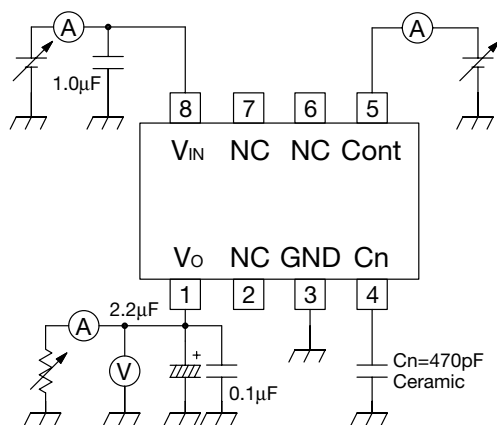 A
A
1.0µF
8 7 6 5
VIN NC NC Cont
VO NC GND Cn
1 2 3 4
2.2µF
A
V
+
0.1µF
Cn=470pF
Ceramic